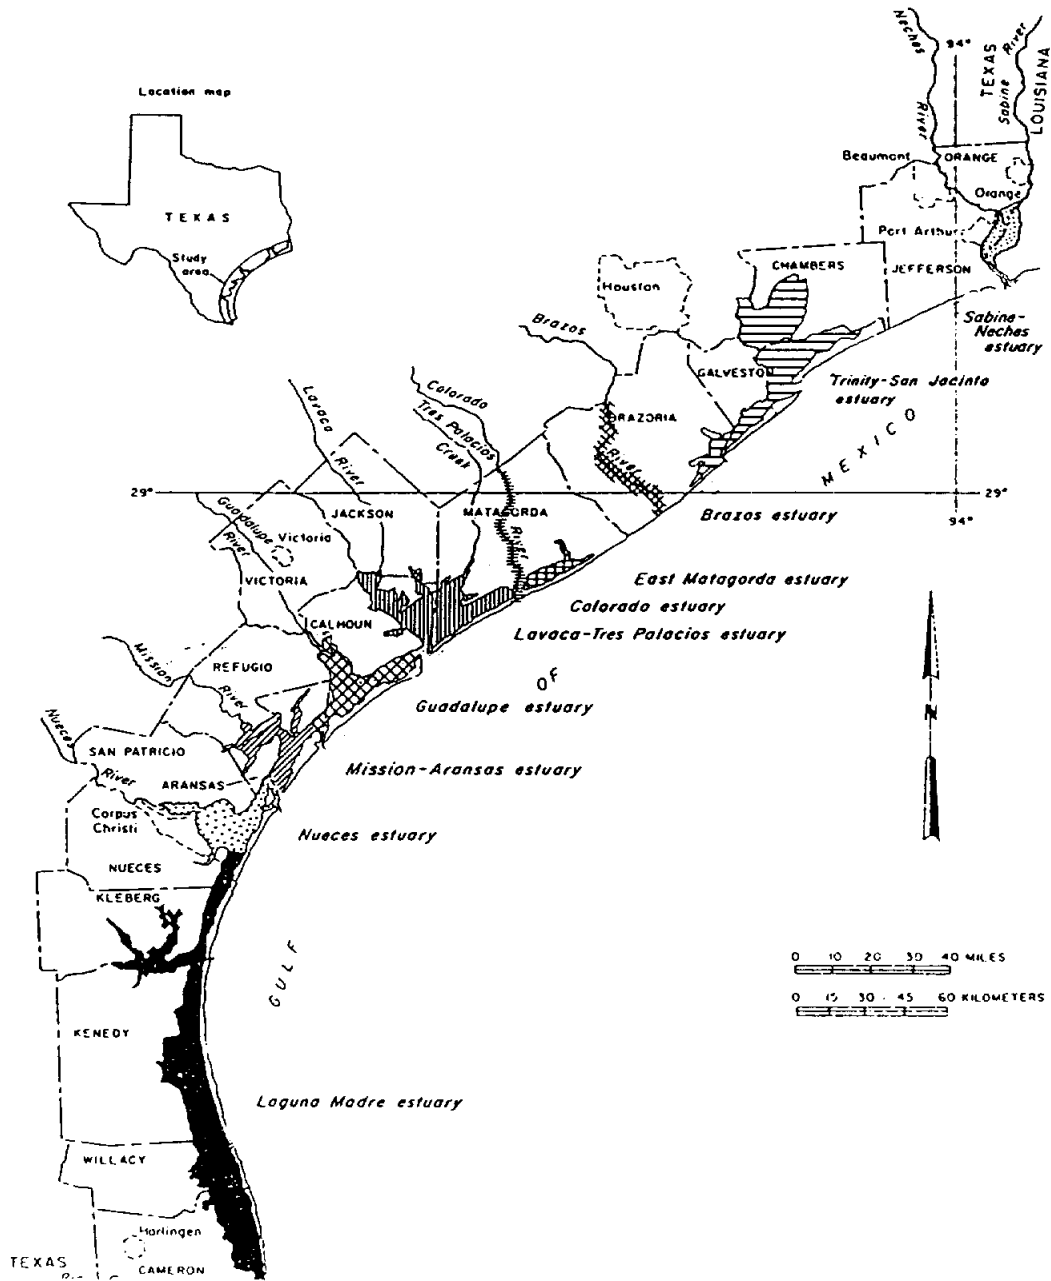 Neches
River
94°
TEXAS
Sabine River
LOUISIANA
Location map
TEXAS
Study
area
Beaumont
ORANGE
Orange
Port Arthur
CHAMBERS
JEFFERSON
Houston
Sabine-
Neches
estuary
Brazos
River
GALVESTON
Trinity-San Jacinto
estuary
Lavaca
River
Colorado
River
Tres Palacios
Creek
BRAZORIA
GULF OF MEXICO
29°
29°
94°
Guadalupe
River
Victoria
JACKSON
MATAGORDA
Brazos estuary
VICTORIA
East Matagorda estuary
Colorado estuary
CALHOUN
Lavaca-Tres Palacios estuary
Mission
River
REFUGIO
Guadalupe estuary
N
Nueces
River
SAN PATRICIO
ARANSAS
Mission-Aransas estuary
Corpus
Christi
Nueces estuary
NUECES
KLEBERG
0 10 20 30 40 MILES
0 15 30 45 60 KILOMETERS
KENEDY
Laguna Madre estuary
WILLACY
Harlingen
TEXAS
CAMERON